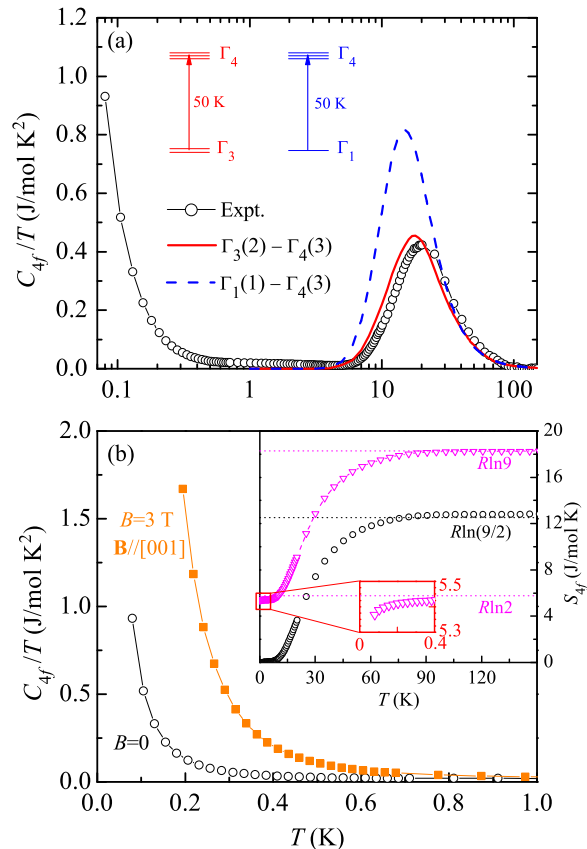 (a)
Γ4
Γ4
50 K
50 K
Γ3
Γ1
Expt.
Γ3(2) − Γ4(3)
Γ1(1) − Γ4(3)
C4f/T (J/mol K2)
1.2
1.0
0.8
0.6
0.4
0.2
0.0
0.1
1
10
100
(b)
B=3 T
B//[001]
B=0
C4f/T (J/mol K2)
2.0
1.5
1.0
0.5
0.0
0.0
0.2
0.4
0.6
0.8
1.0
T (K)
Rln9
Rln(9/2)
Rln2
5.5
5.3
0
0.4
20
16
12
8
4
0
S4f (J/mol K)
0
30
60
90
120
T (K)